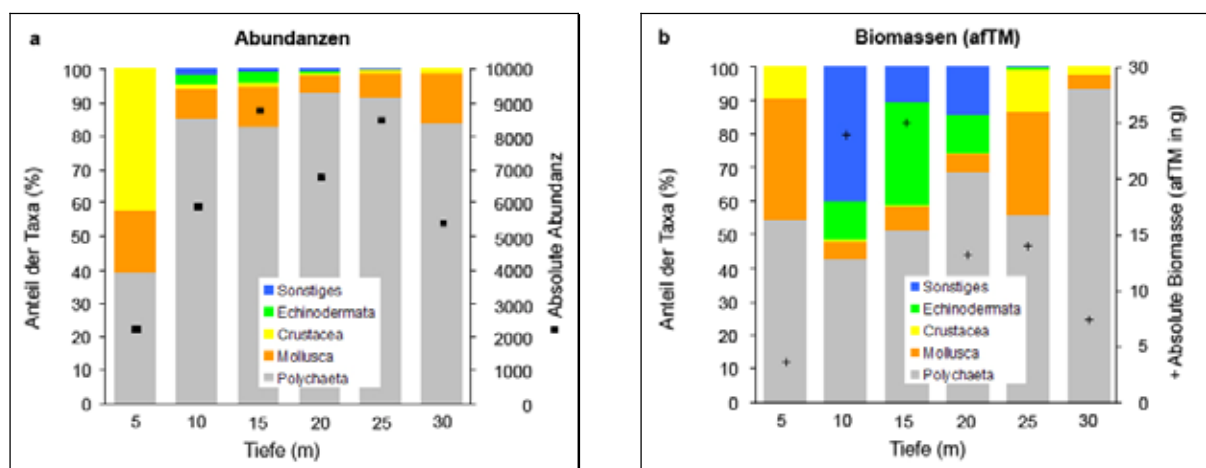 a
Abundanzen
Anteil der Taxa (%)
100
90
80
70
60
50
40
30
20
10
0
Sonstiges
Echinodermata
Crustacea
Mollusca
Polychaeta
10000
9000
8000
7000
6000
5000
4000
3000
2000
1000
0
■ Absolute Abundanz
5 10 15 20 25 30
Tiefe (m)
b
Biomassen (afTM)
Anteil der Taxa (%)
100
90
80
70
60
50
40
30
20
10
0
Sonstiges
Echinodermata
Crustacea
Mollusca
Polychaeta
30
25
20
15
10
5
0
+ Absolute Biomasse (afTM in g)
5 10 15 20 25 30
Tiefe (m)